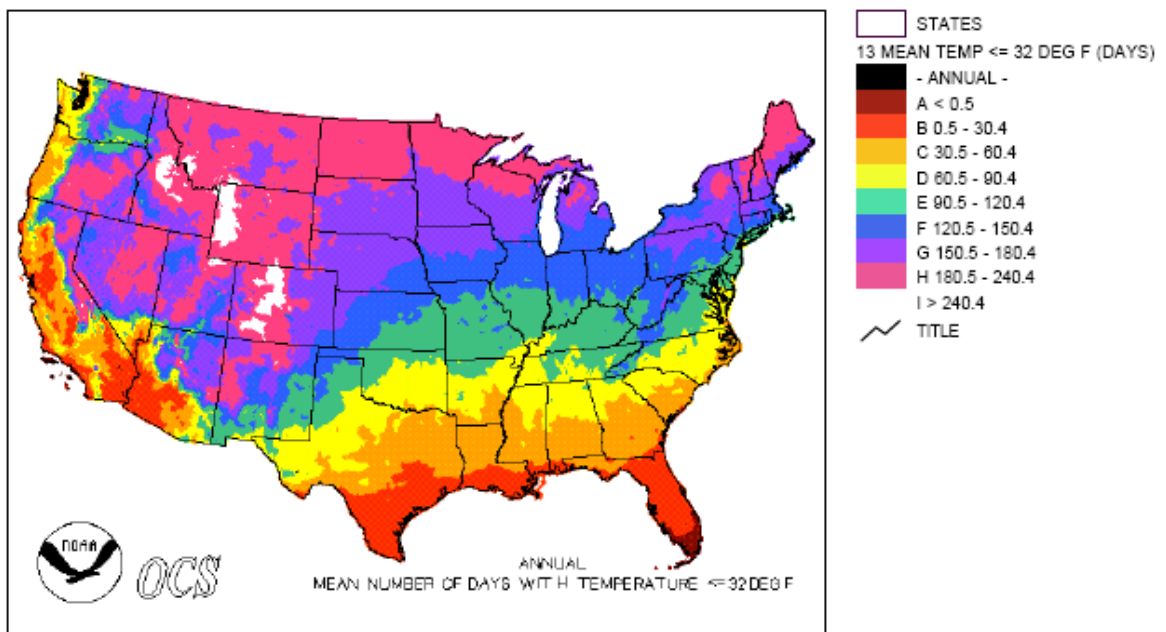 STATES
13 MEAN TEMP <= 32 DEG F (DAYS)
- ANNUAL -
A < 0.5
B 0.5 - 30.4
C 30.5 - 60.4
D 60.5 - 90.4
E 90.5 - 120.4
F 120.5 - 150.4
G 150.5 - 180.4
H 180.5 - 240.4
I > 240.4
TITLE
NOAA
OCS
ANNUAL
MEAN NUMBER OF DAYS WITH TEMPERATURE <= 32 DEG F